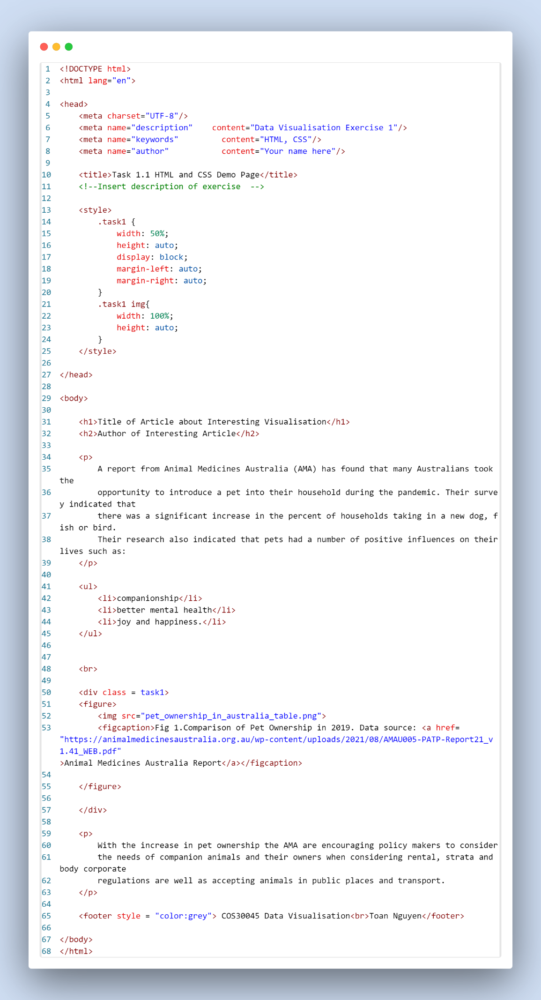 1 <!DOCTYPE html>
2 <html lang="en">
3
4 <head>
5     <meta charset="UTF-8"/>
6     <meta name="description"    content="Data Visualisation Exercise 1"/>
7     <meta name="keywords"         content="HTML, CSS"/>
8     <meta name="author"           content="Your name here"/>
9
10     <title>Task 1.1 HTML and CSS Demo Page</title>
11     <!--Insert description of exercise  -->
12
13     <style>
14         .task1 {
15             width: 50%;
16             height: auto;
17             display: block;
18             margin-left: auto;
19             margin-right: auto;
20         }
21         .task1 img{
22             width: 100%;
23             height: auto;
24         }
25     </style>
26
27 </head>
28
29 <body>
30
31     <h1>Title of Article about Interesting Visualisation</h1>
32     <h2>Author of Interesting Article</h2>
33
34     <p>
35         A report from Animal Medicines Australia (AMA) has found that many Australians took
the
36         opportunity to introduce a pet into their household during the pandemic. Their surve
y indicated that
37         there was a significant increase in the percent of households taking in a new dog, f
ish or bird.
38         Their research also indicated that pets had a number of positive influences on their
lives such as:
39     </p>
40
41     <ul>
42         <li>companionship</li>
43         <li>better mental health</li>
44         <li>joy and happiness.</li>
45     </ul>
46
47
48     <br>
49
50     <div class = task1>
51     <figure>
52         <img src="pet_ownership_in_australia_table.png">
53         <figcaption>Fig 1.Comparison of Pet Ownership in 2019. Data source: <a href=
"https://animalmedicinesaustralia.org.au/wp-content/uploads/2021/08/AMAU005-PATP-Report21_v
1.41_WEB.pdf"
>Animal Medicines Australia Report</a></figcaption>
54
55     </figure>
56
57     </div>
58
59     <p>
60         With the increase in pet ownership the AMA are encouraging policy makers to consider
61         the needs of companion animals and their owners when considering rental, strata and
body corporate
62         regulations are well as accepting animals in public places and transport.
63     </p>
64
65     <footer style = "color:grey"> COS30045 Data Visualisation<br>Toan Nguyen</footer>
66
67 </body>
68 </html>